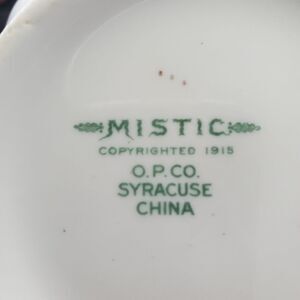 MISTIC
COPYRIGHTED 1915
O.P.CO.
SYRACUSE
CHINA